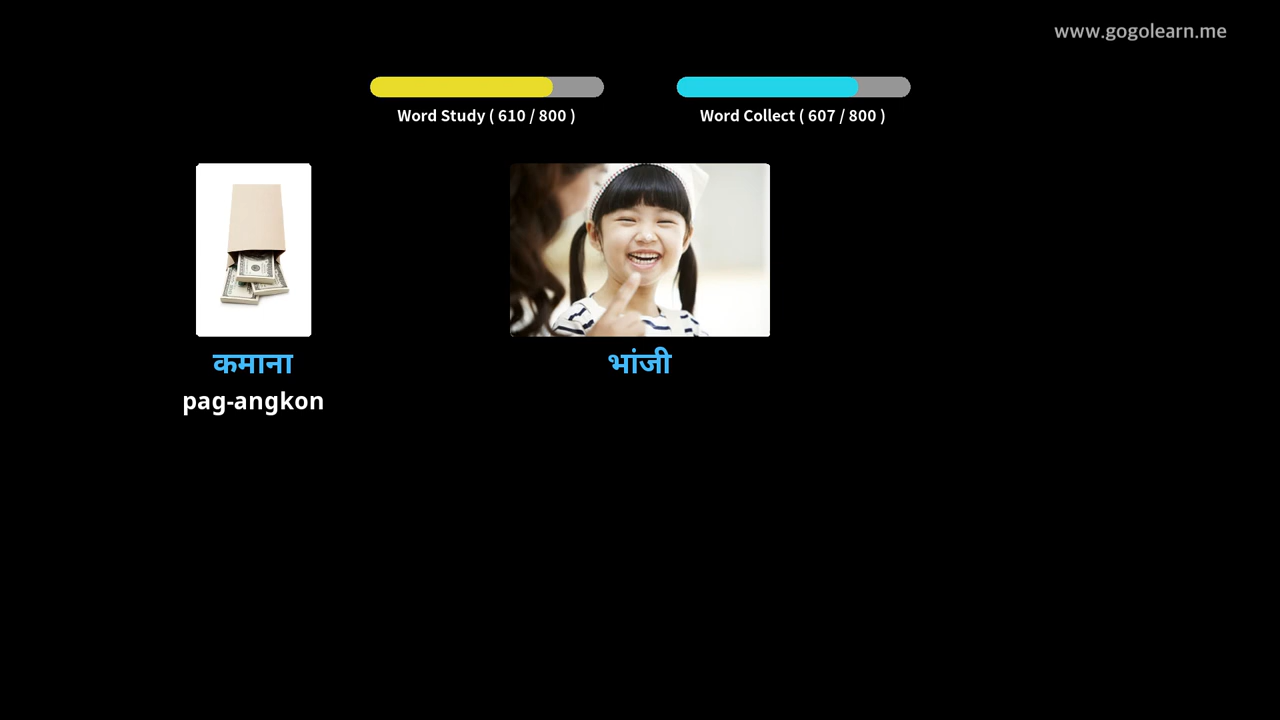 www.gogolearn.me
Word Study ( 610 / 800 )
Word Collect ( 607 / 800 )
कमाना
भांजी
pag-angkon